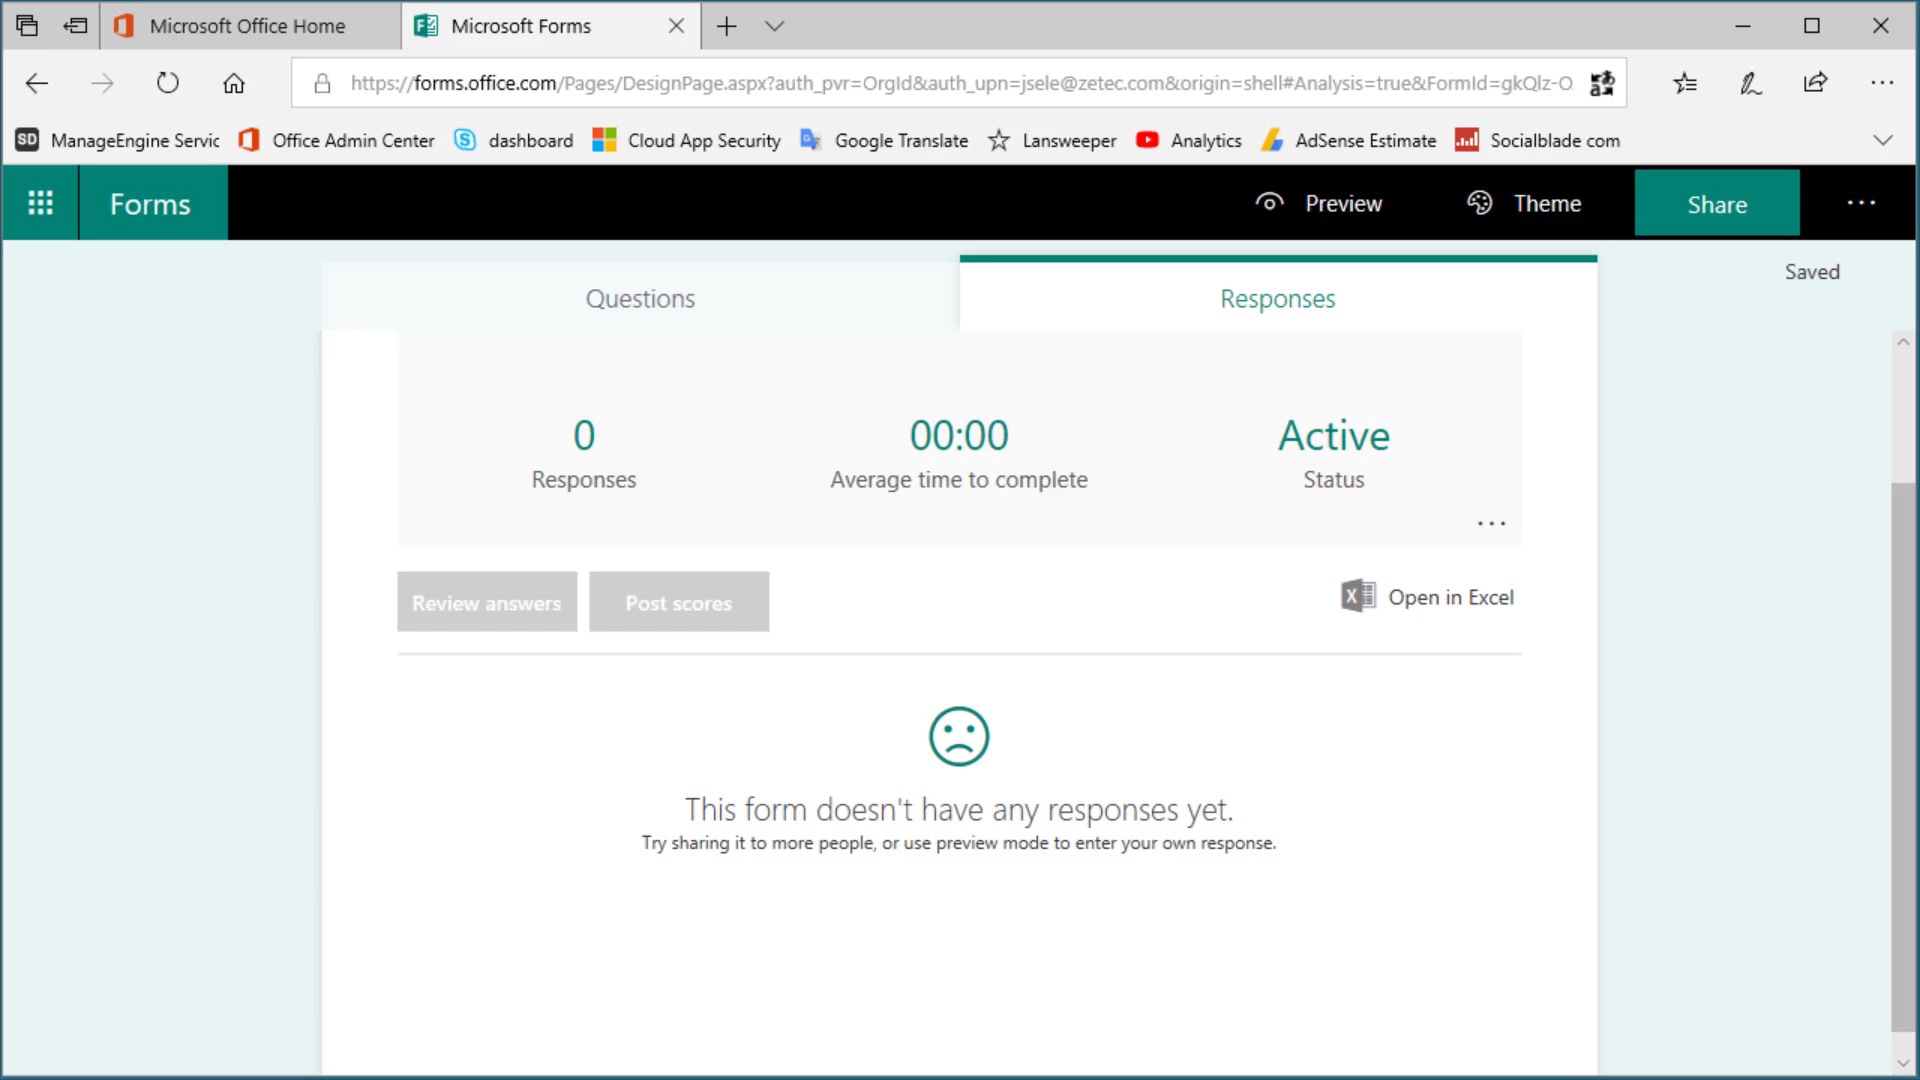 Microsoft Office Home
Microsoft Forms
https://forms.office.com/Pages/DesignPage.aspx?auth_pvr=OrgId&auth_upn=jsele@zetec.com&origin=shell#Analysis=true&FormId=gkQlz-O
SD ManageEngine Servic
Office Admin Center
dashboard
Cloud App Security
Google Translate
Lansweeper
Analytics
AdSense Estimate
Socialblade com
Forms
Preview
Theme
Share
Questions
Responses
Saved
0
Responses
00:00
Average time to complete
Active
Status
Review answers
Post scores
Open in Excel
This form doesn't have any responses yet.
Try sharing it to more people, or use preview mode to enter your own response.